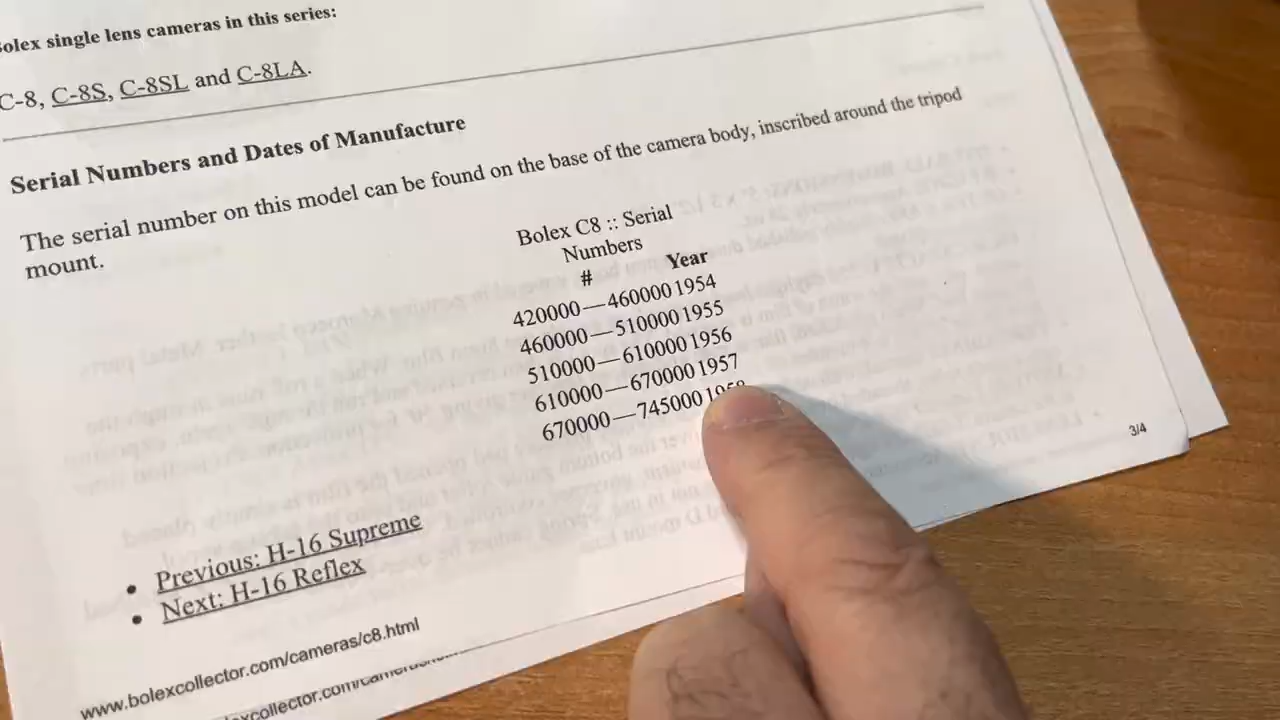 Bolex single lens cameras in this series:
C-8, C-8S, C-8SL and C-8LA.
Serial Numbers and Dates of Manufacture
The serial number on this model can be found on the base of the camera body, inscribed around the tripod
mount.
Bolex C8 :: Serial
Numbers
# Year
420000—460000 1954
460000—510000 1955
510000—610000 1956
610000—670000 1957
670000—745000 1958
• Previous: H-16 Supreme
• Next: H-16 Reflex
www.bolexcollector.com/cameras/c8.html
3/4